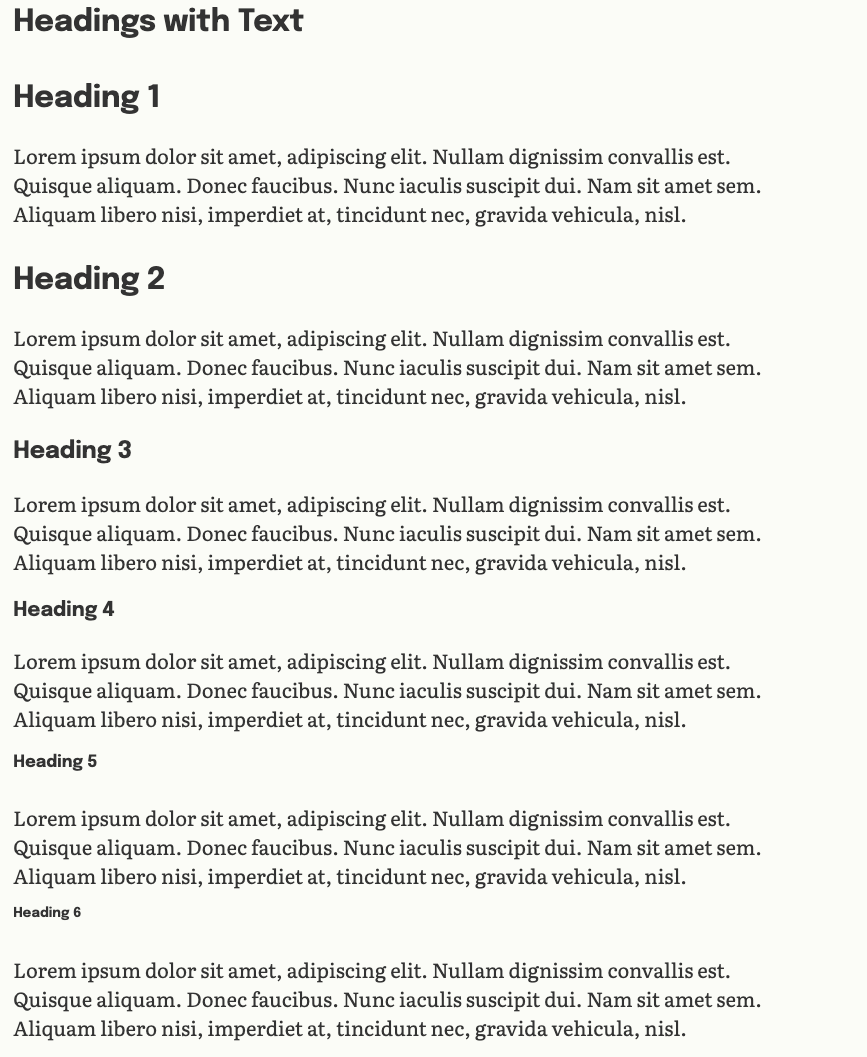 Headings with Text
Heading 1
Lorem ipsum dolor sit amet, adipiscing elit. Nullam dignissim convallis est.
Quisque aliquam. Donec faucibus. Nunc iaculis suscipit dui. Nam sit amet sem.
Aliquam libero nisi, imperdiet at, tincidunt nec, gravida vehicula, nisl.
Heading 2
Lorem ipsum dolor sit amet, adipiscing elit. Nullam dignissim convallis est.
Quisque aliquam. Donec faucibus. Nunc iaculis suscipit dui. Nam sit amet sem.
Aliquam libero nisi, imperdiet at, tincidunt nec, gravida vehicula, nisl.
Heading 3
Lorem ipsum dolor sit amet, adipiscing elit. Nullam dignissim convallis est.
Quisque aliquam. Donec faucibus. Nunc iaculis suscipit dui. Nam sit amet sem.
Aliquam libero nisi, imperdiet at, tincidunt nec, gravida vehicula, nisl.
Heading 4
Lorem ipsum dolor sit amet, adipiscing elit. Nullam dignissim convallis est.
Quisque aliquam. Donec faucibus. Nunc iaculis suscipit dui. Nam sit amet sem.
Aliquam libero nisi, imperdiet at, tincidunt nec, gravida vehicula, nisl.
Heading 5
Lorem ipsum dolor sit amet, adipiscing elit. Nullam dignissim convallis est.
Quisque aliquam. Donec faucibus. Nunc iaculis suscipit dui. Nam sit amet sem.
Aliquam libero nisi, imperdiet at, tincidunt nec, gravida vehicula, nisl.
Heading 6
Lorem ipsum dolor sit amet, adipiscing elit. Nullam dignissim convallis est.
Quisque aliquam. Donec faucibus. Nunc iaculis suscipit dui. Nam sit amet sem.
Aliquam libero nisi, imperdiet at, tincidunt nec, gravida vehicula, nisl.